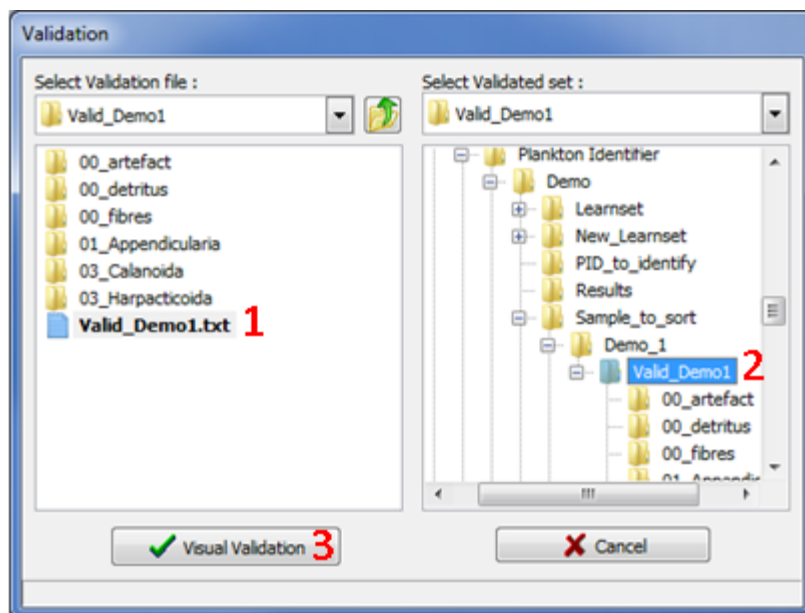 Validation
Select Validation file :
Valid_Demo1
00_artefact
00_detritus
00_fibres
01_Appendicularia
03_Calanoida
03_Harpacticoida
Valid_Demo1.txt 1
Visual Validation 3
Select Validated set :
Valid_Demo1
Plankton Identifier
Demo
Learnset
New_Learnset
PID_to_identify
Results
Sample_to_sort
Demo_1
Valid_Demo1 2
00_artefact
00_detritus
00_fibres
Cancel